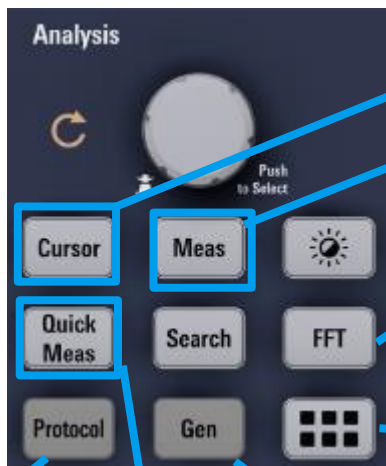 Analysis
Push
to Select
Cursor
Meas
Quick
Meas
Search
FFT
Protocol
Gen